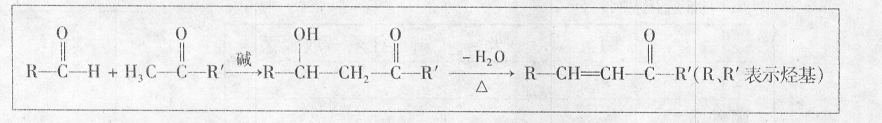 O O OH O O
R—C—H + H₃C—C—R′ 碱 R—CH—CH₂—C—R′ －H₂O △ R—CH=CH—C—R′(R、R′表示烃基)